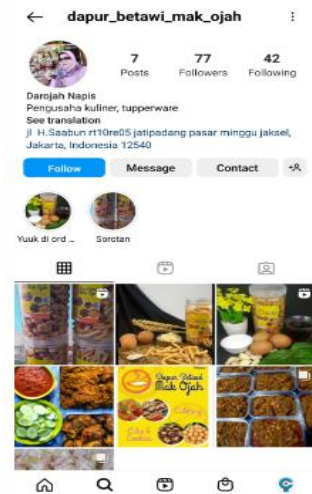 dapur_betawi_mak_ojah
7 77 42
Posts Followers Following
Darojah Napis
Pengusaha kuliner, tupperware
See translation
jl H.Saabun rt10re05 jatipadang pasar minggu jaksel,
Jakarta, Indonesia 12540
Follow Message Contact
Yuuk di ord ... Sorotan
Dapur Betawi
Mak Ojah